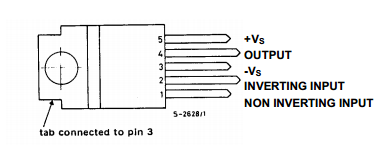 5 +VS
4 OUTPUT
3 -VS
2 INVERTING INPUT
1 NON INVERTING INPUT
S-2628/1
tab connected to pin 3